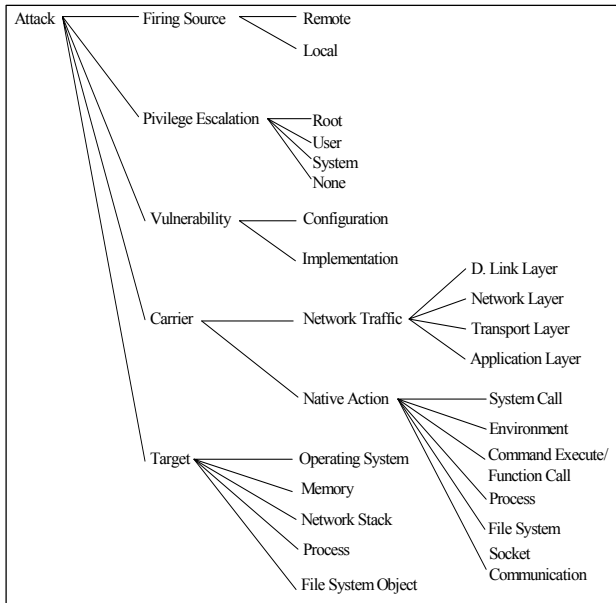 Attack
Firing Source
Remote
Local
Pivilege Escalation
Root
User
System
None
Vulnerability
Configuration
Implementation
Carrier
Network Traffic
D. Link Layer
Network Layer
Transport Layer
Application Layer
Native Action
System Call
Environment
Command Execute/
Function Call
Process
File System
Socket
Communication
Target
Operating System
Memory
Network Stack
Process
File System Object